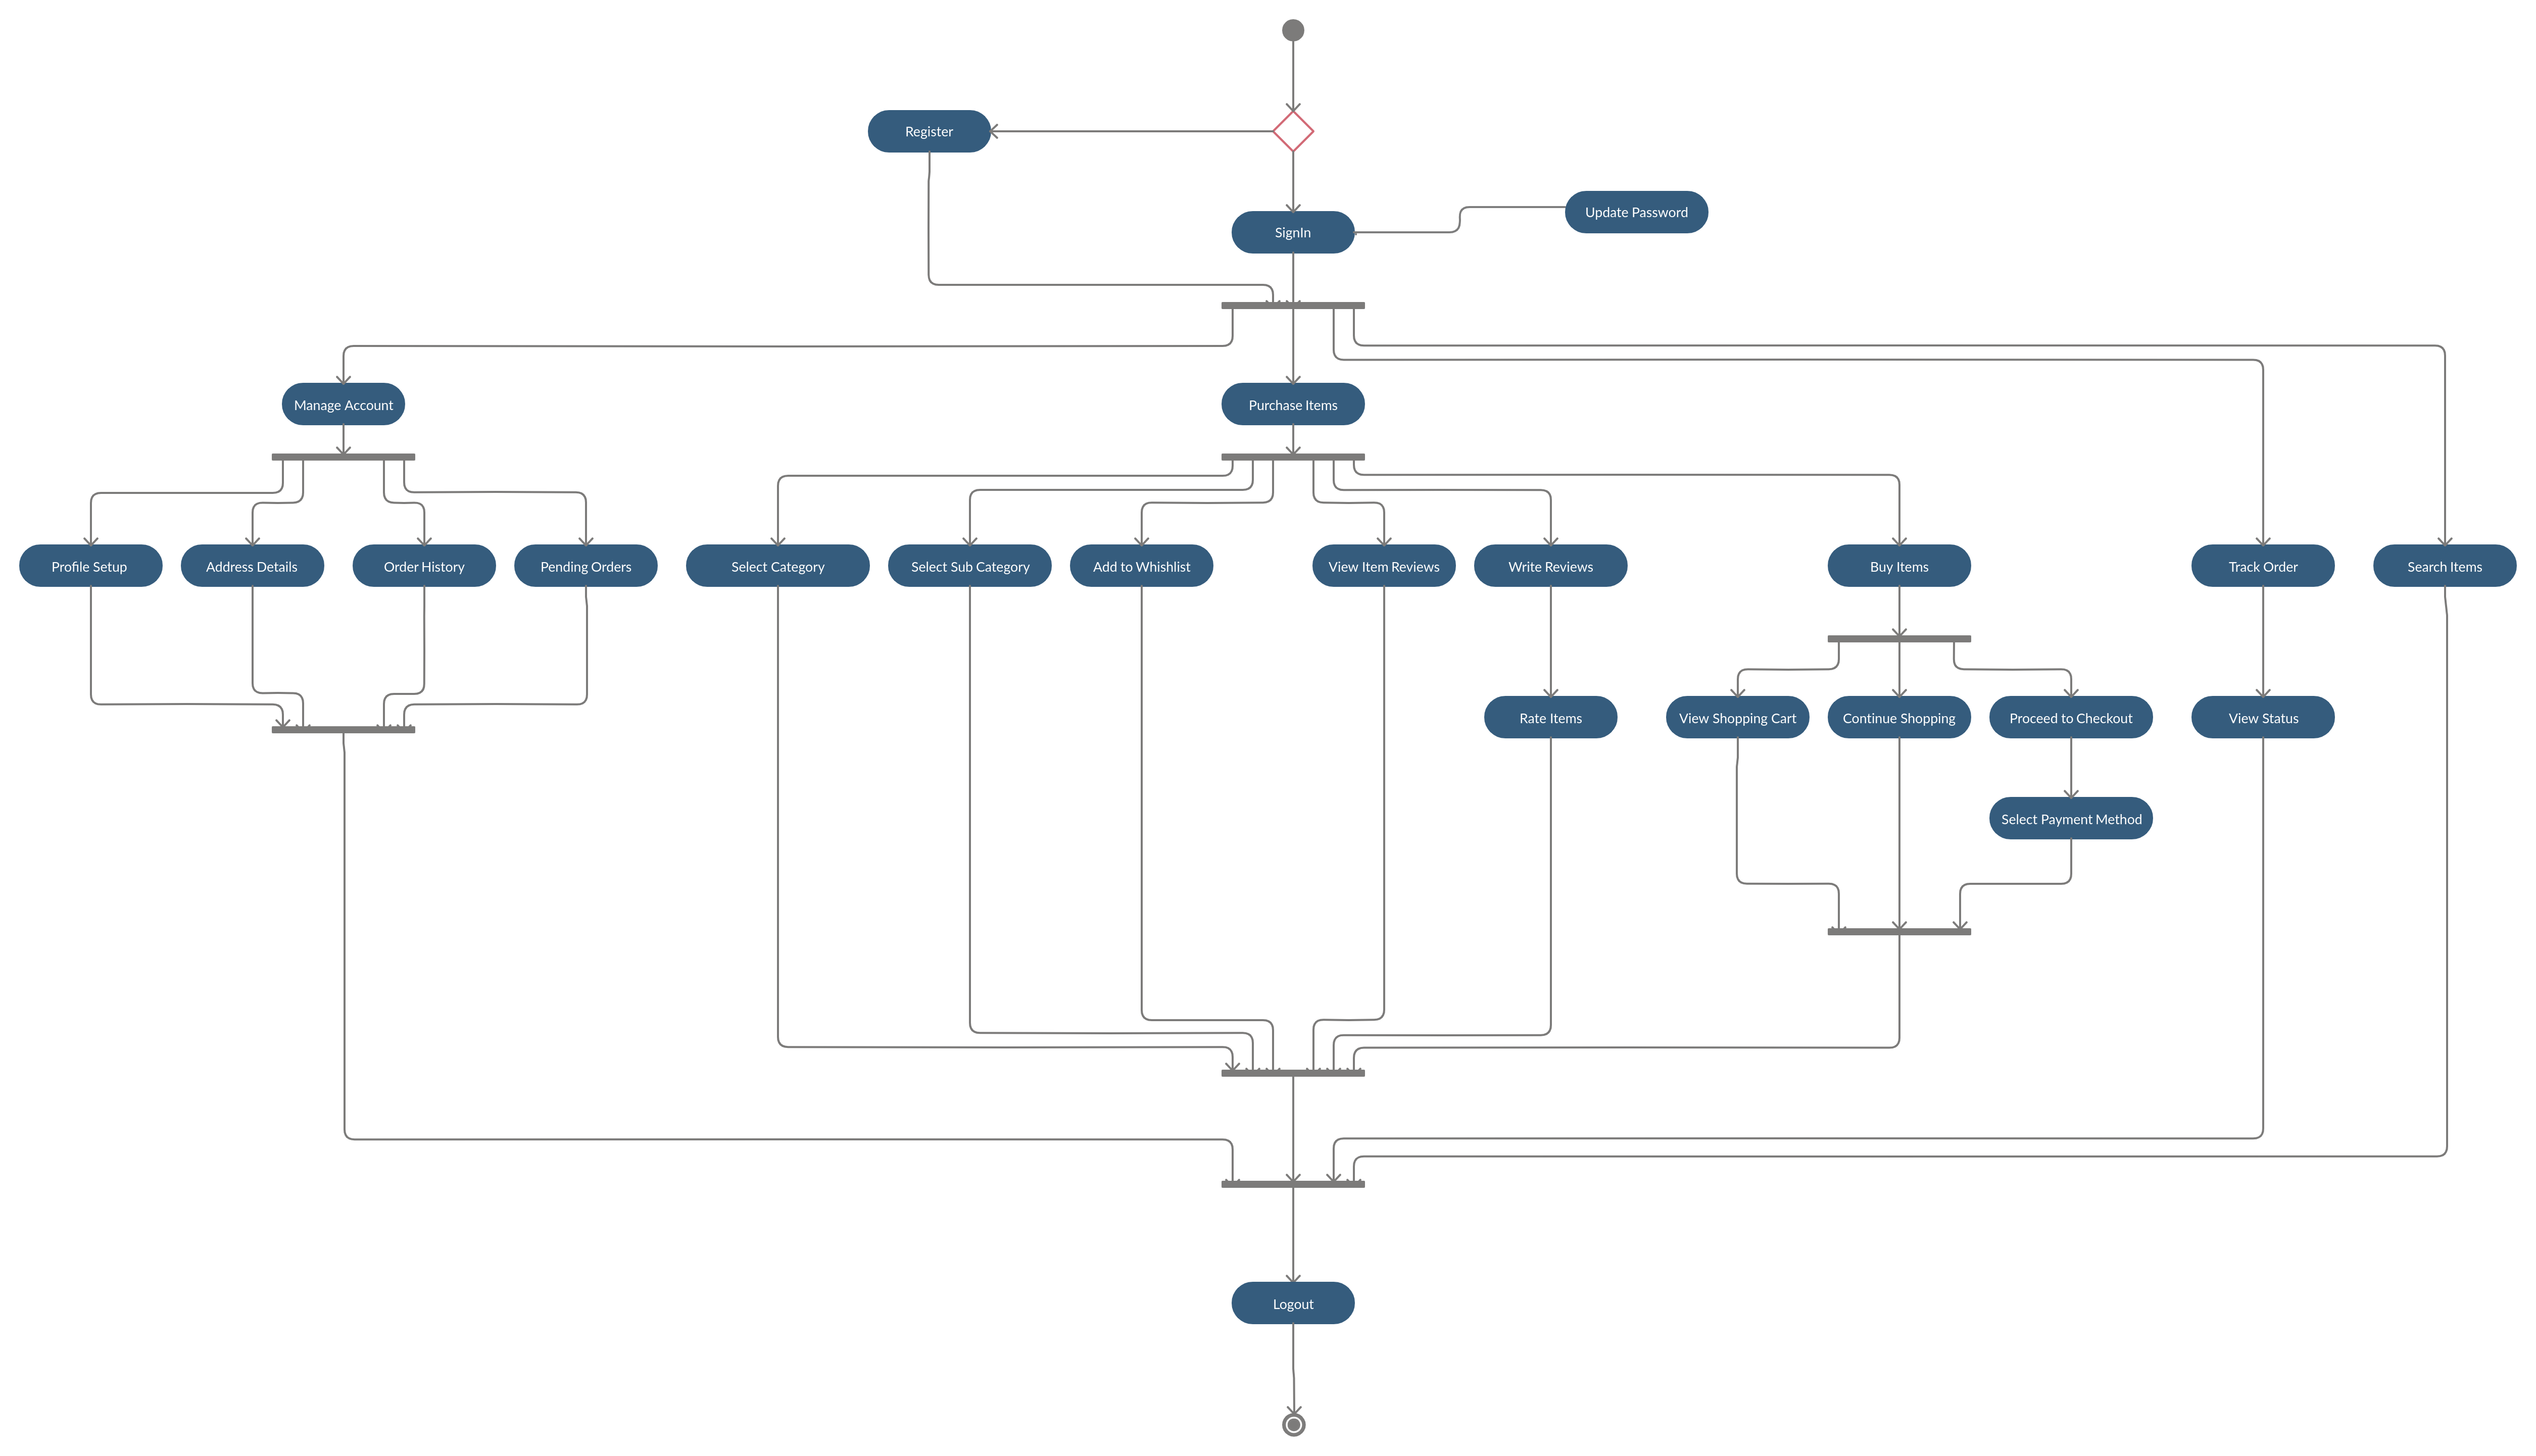 Register
Update Password
SignIn
Manage Account
Purchase Items
Profile Setup
Address Details
Order History
Pending Orders
Select Category
Select Sub Category
Add to Whishlist
View Item Reviews
Write Reviews
Buy Items
Track Order
Search Items
Rate Items
View Shopping Cart
Continue Shopping
Proceed to Checkout
View Status
Select Payment Method
Logout